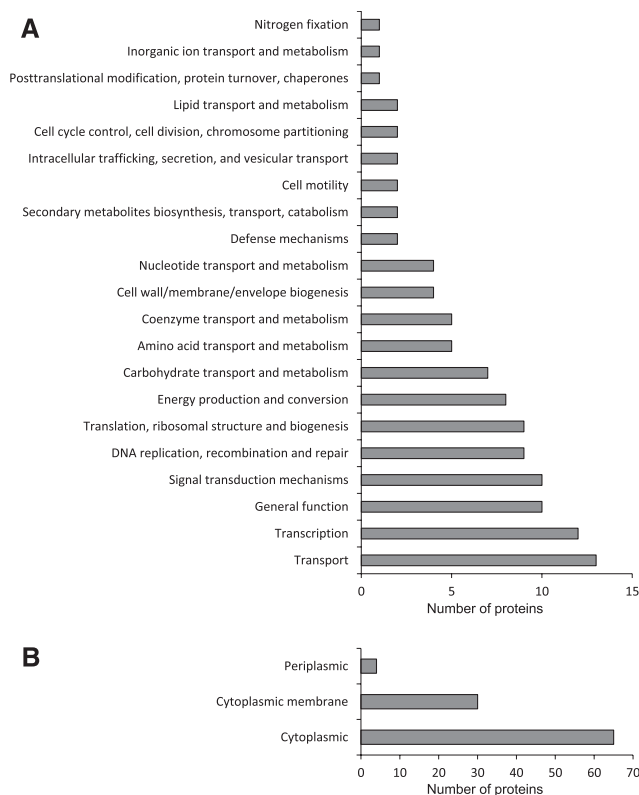 A
Nitrogen fixation
Inorganic ion transport and metabolism
Posttranslational modification, protein turnover, chaperones
Lipid transport and metabolism
Cell cycle control, cell division, chromosome partitioning
Intracellular trafficking, secretion, and vesicular transport
Cell motility
Secondary metabolites biosynthesis, transport, catabolism
Defense mechanisms
Nucleotide transport and metabolism
Cell wall/membrane/envelope biogenesis
Coenzyme transport and metabolism
Amino acid transport and metabolism
Carbohydrate transport and metabolism
Energy production and conversion
Translation, ribosomal structure and biogenesis
DNA replication, recombination and repair
Signal transduction mechanisms
General function
Transcription
Transport
0 5 10 15
Number of proteins
B
Periplasmic
Cytoplasmic membrane
Cytoplasmic
0 10 20 30 40 50 60 70
Number of proteins